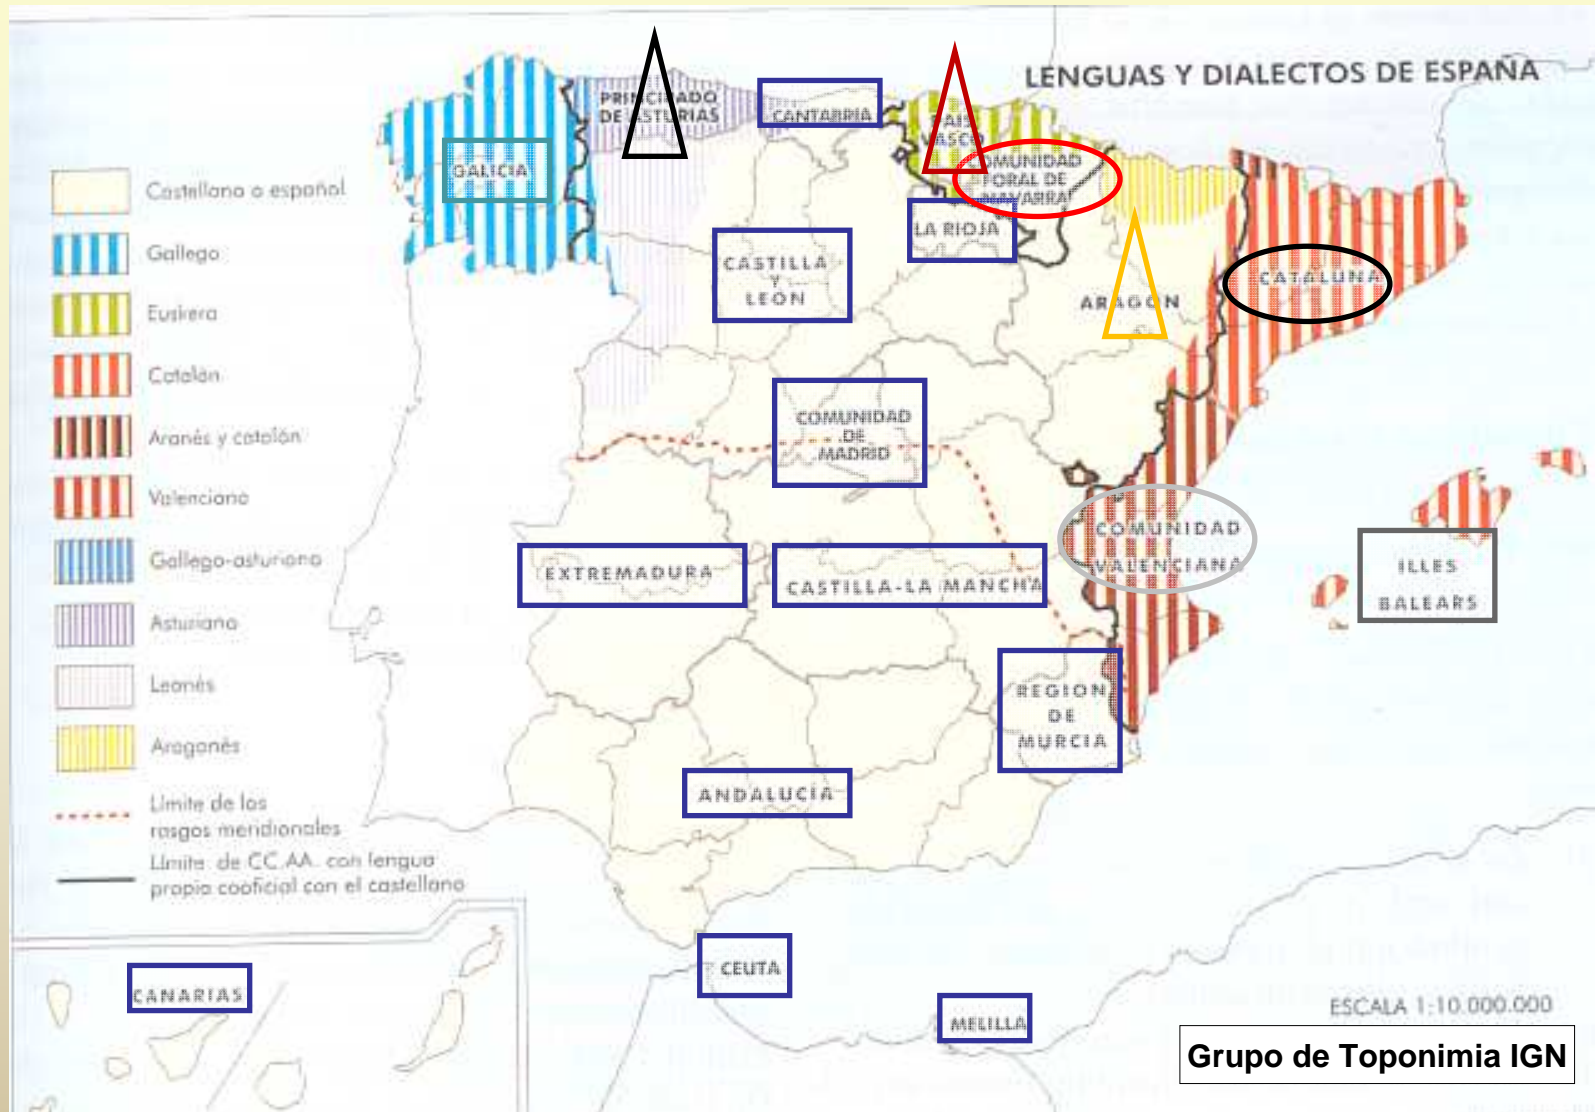 LENGUAS Y DIALECTOS DE ESPAÑA
PRINCIPADO
DE ASTURIAS
CANTABRIA
PAIS
VASCO
GALICIA
COMUNIDAD
FORAL DE
NAVARRA
LA RIOJA
CASTILLA
Y
LEÓN
ARAGÓN
CATALUÑA
COMUNIDAD
DE
MADRID
COMUNIDAD
VALENCIANA
EXTREMADURA
CASTILLA-LA MANCHA
ILLES
BALEARS
REGION
DE
MURCIA
ANDALUCÍA
CEUTA
MELILLA
CANARIAS
Castellano o español
Gallego
Euskera
Catalán
Aranés y catalán
Valenciano
Gallego-asturiano
Asturiano
Leonés
Aragonés
Límite de los
rasgos meridionales
Límite de CC.AA. con lengua
propia cooficial con el castellano
ESCALA 1:10.000.000
Grupo de Toponimia IGN